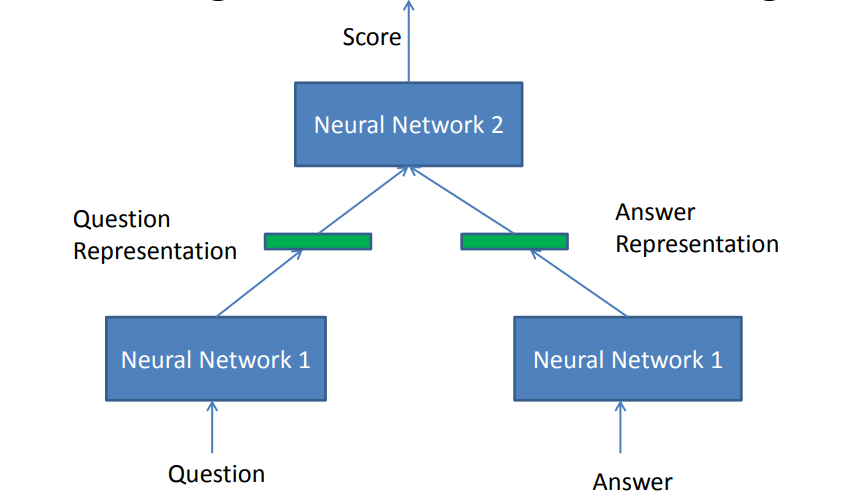 Score
Neural Network 2
Question
Representation
Answer
Representation
Neural Network 1
Neural Network 1
Question
Answer